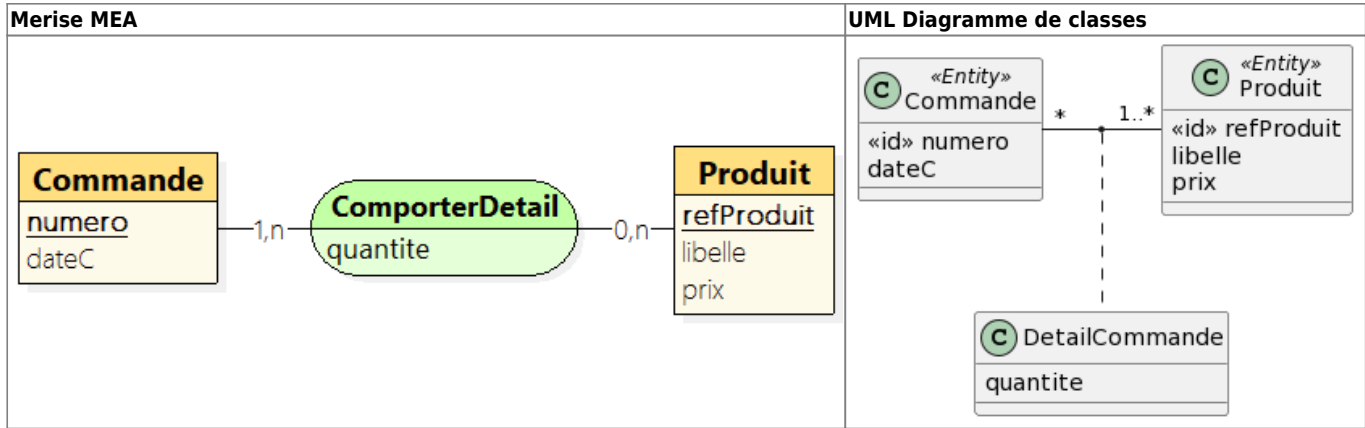 Merise MEA
Commande
numero
dateC
1,n
ComporterDetail
quantite
0,n
Produit
refProduit
libelle
prix
UML Diagramme de classes
C
«Entity»
Commande
«id» numero
dateC
*
1..*
C
«Entity»
Produit
«id» refProduit
libelle
prix
C DetailCommande
quantite